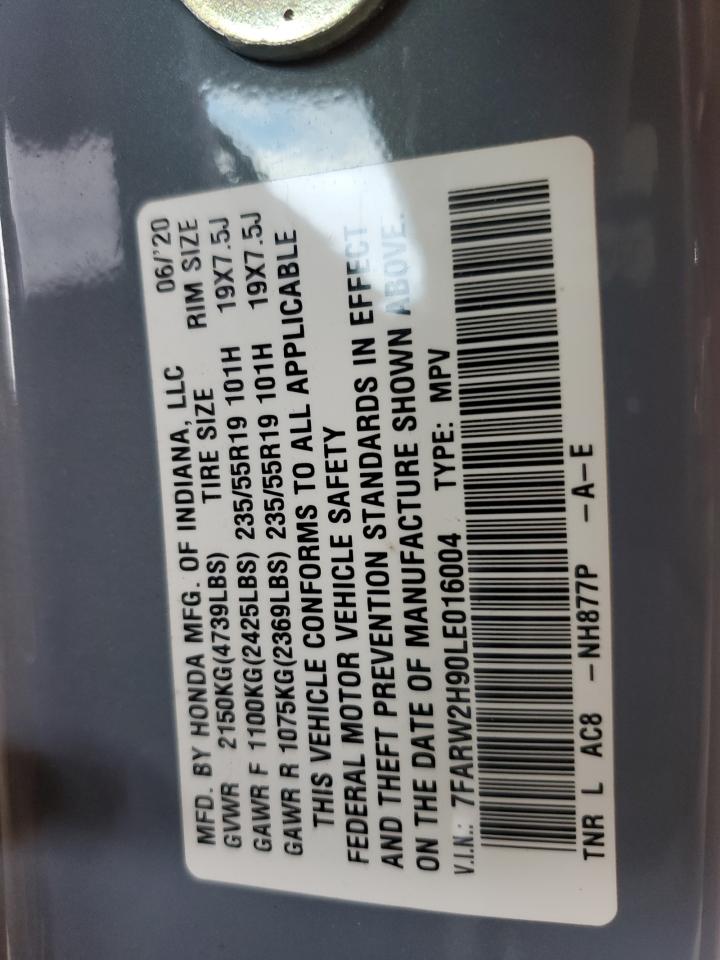 MFD. BY HONDA MFG. OF INDIANA, LLC 06/'20
GVWR 2150KG(4739LBS) TIRE SIZE RIM SIZE
GAWR F 1100KG(2425LBS) 235/55R19 101H 19X7.5J
GAWR R 1075KG(2369LBS) 235/55R19 101H 19X7.5J
THIS VEHICLE CONFORMS TO ALL APPLICABLE
FEDERAL MOTOR VEHICLE SAFETY
AND THEFT PREVENTION STANDARDS IN EFFECT
ON THE DATE OF MANUFACTURE SHOWN ABOVE.
V.I.N.: 7FARW2H90LE016004 TYPE: MPV
TNR L AC8 -NH877P -A-E